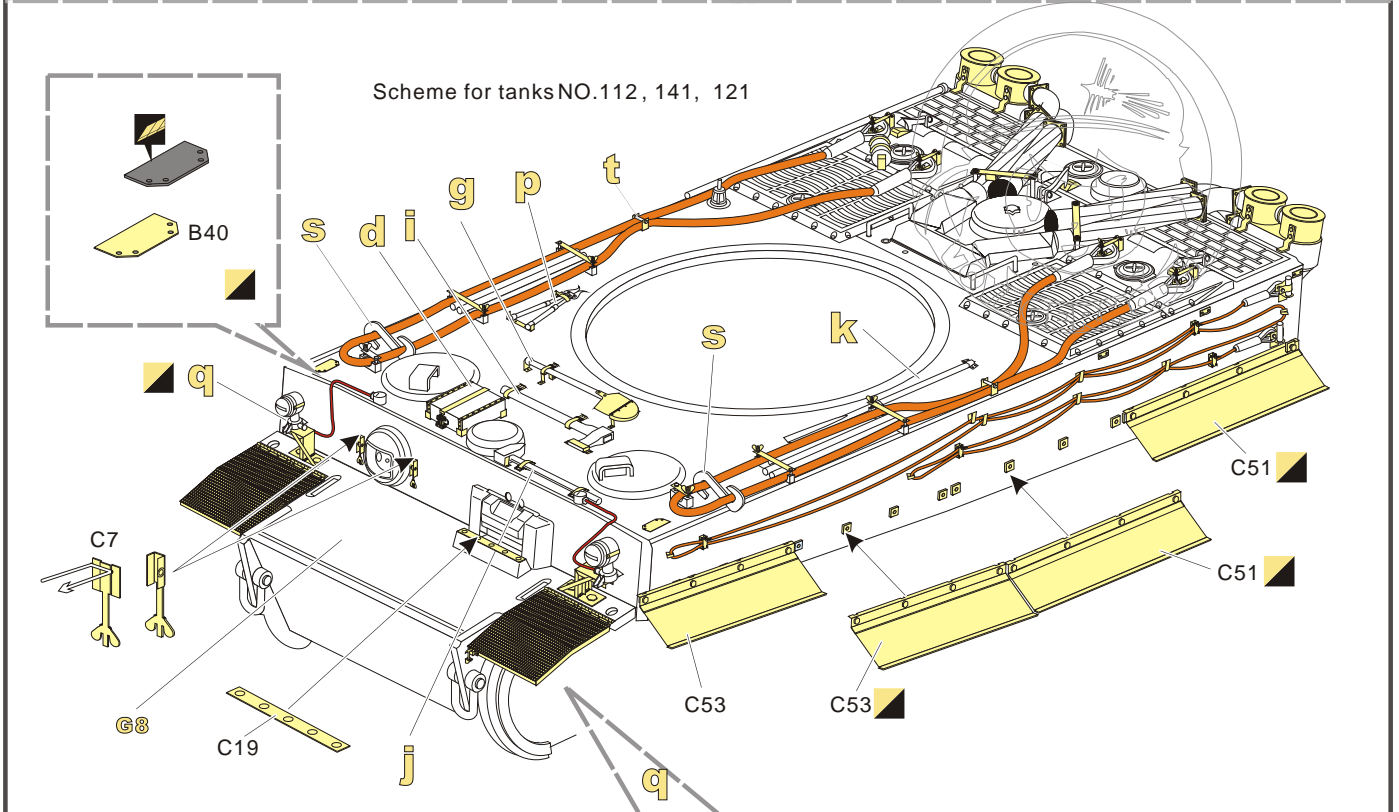 Scheme for tanks NO.112, 141, 121
B40
s
d
i
g
p
t
s
k
q
C7
G8
C19
j
q
C53
C53
C51
C51